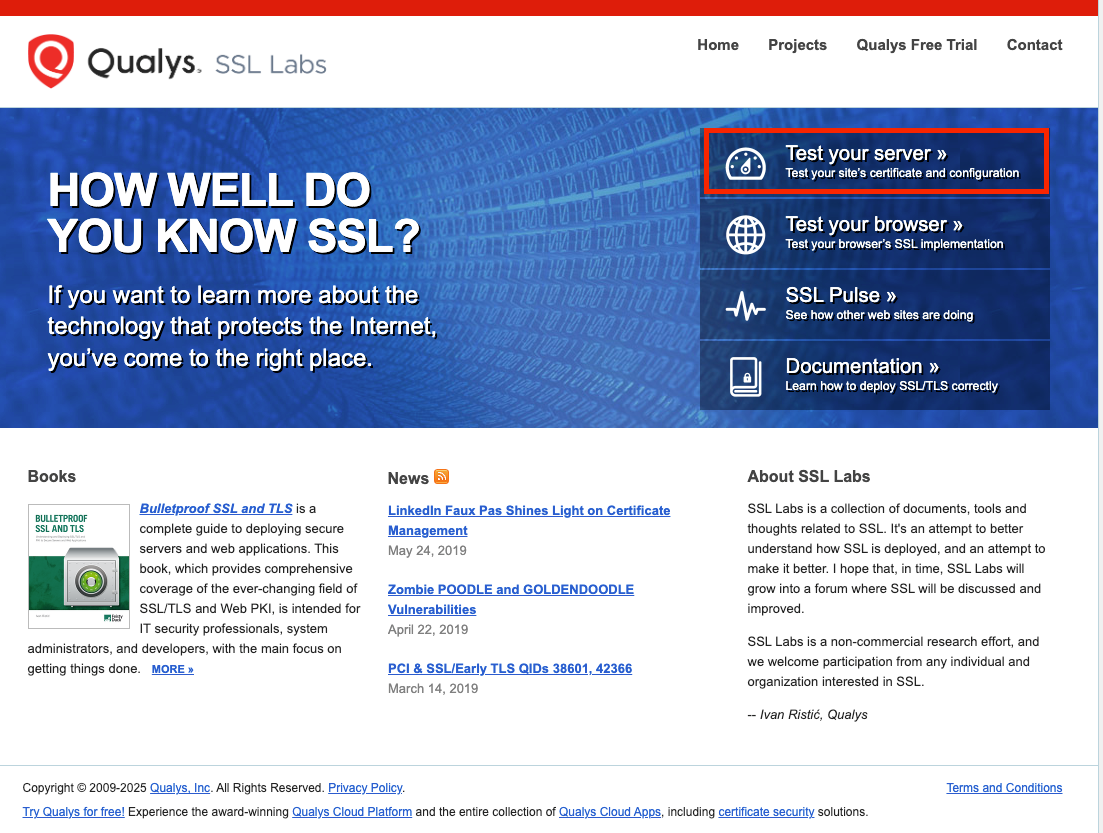 Qualys. SSL Labs
Home Projects Qualys Free Trial Contact
HOW WELL DO
YOU KNOW SSL?
If you want to learn more about the
technology that protects the Internet,
you’ve come to the right place.
Test your server »
Test your site’s certificate and configuration
Test your browser »
Test your browser’s SSL implementation
SSL Pulse »
See how other web sites are doing
Documentation »
Learn how to deploy SSL/TLS correctly
Books
BULLETPROOF
SSL AND TLS
Bulletproof SSL and TLS is a
complete guide to deploying secure
servers and web applications. This
book, which provides comprehensive
coverage of the ever-changing field of
SSL/TLS and Web PKI, is intended for
IT security professionals, system
administrators, and developers, with the main focus on
getting things done. MORE »
News
LinkedIn Faux Pas Shines Light on Certificate
Management
May 24, 2019
Zombie POODLE and GOLDENDOODLE
Vulnerabilities
April 22, 2019
PCI & SSL/Early TLS QIDs 38601, 42366
March 14, 2019
About SSL Labs
SSL Labs is a collection of documents, tools and
thoughts related to SSL. It's an attempt to better
understand how SSL is deployed, and an attempt to
make it better. I hope that, in time, SSL Labs will
grow into a forum where SSL will be discussed and
improved.
SSL Labs is a non-commercial research effort, and
we welcome participation from any individual and
organization interested in SSL.
-- Ivan Ristić, Qualys
Copyright © 2009-2025 Qualys, Inc. All Rights Reserved. Privacy Policy.
Terms and Conditions
Try Qualys for free! Experience the award-winning Qualys Cloud Platform and the entire collection of Qualys Cloud Apps, including certificate security solutions.